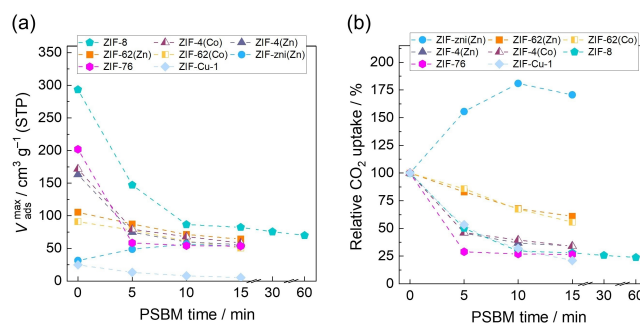 (a)
ZIF-8 ZIF-4(Co) ZIF-4(Zn)
ZIF-62(Zn) ZIF-62(Co) ZIF-zni(Zn)
ZIF-76 ZIF-Cu-1
350
300
250
200
150
100
50
0
V max ads / cm³ g⁻¹ (STP)
0 5 10 15 30 60
PSBM time / min
(b)
ZIF-zni(Zn) ZIF-62(Zn) ZIF-62(Co)
ZIF-4(Zn) ZIF-4(Co) ZIF-8
ZIF-76 ZIF-Cu-1
200
175
150
125
100
75
50
25
0
Relative CO₂ uptake / %
0 5 10 15 30 60
PSBM time / min